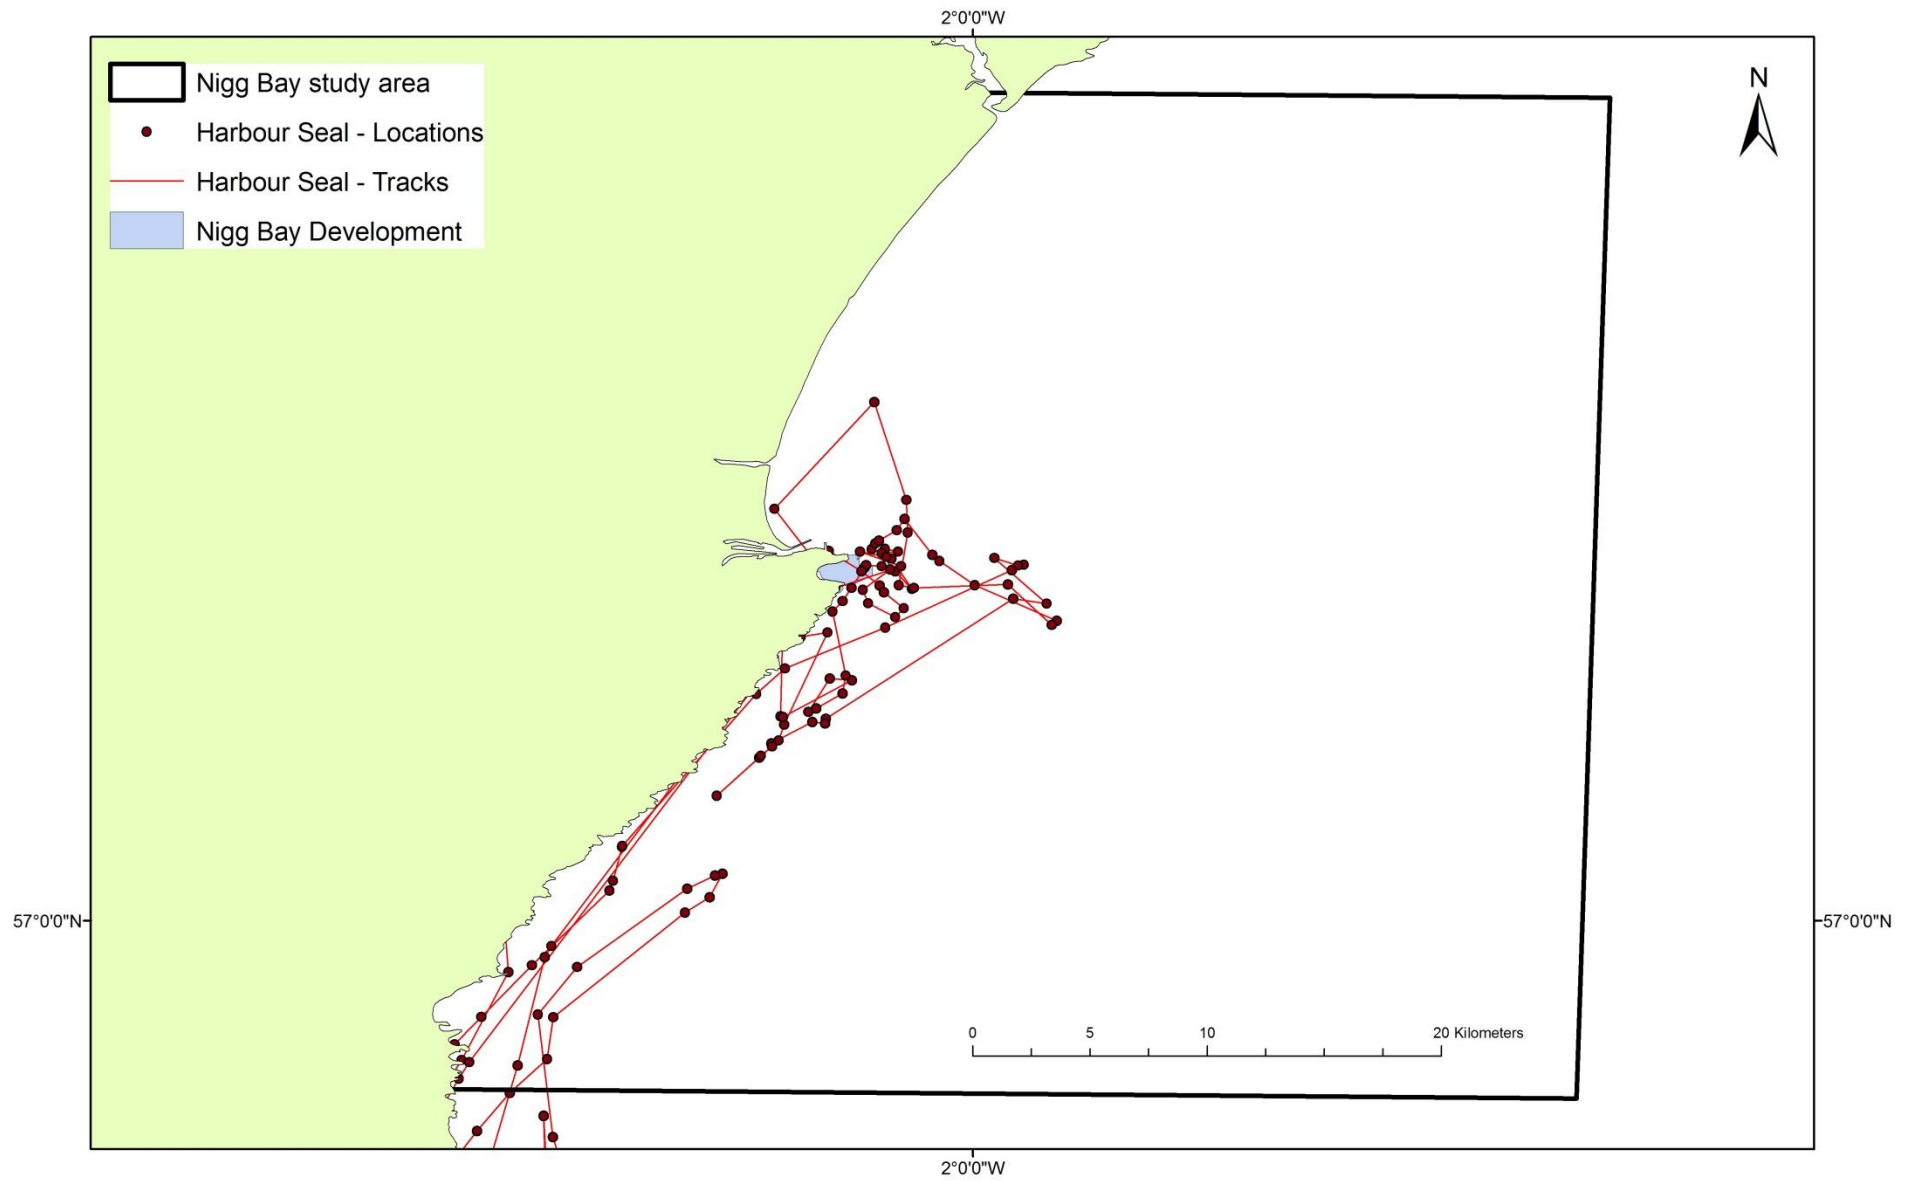 2°0'0"W
Nigg Bay study area
Harbour Seal - Locations
Harbour Seal - Tracks
Nigg Bay Development
N
57°0'0"N
57°0'0"N
0 5 10 20 Kilometers
2°0'0"W